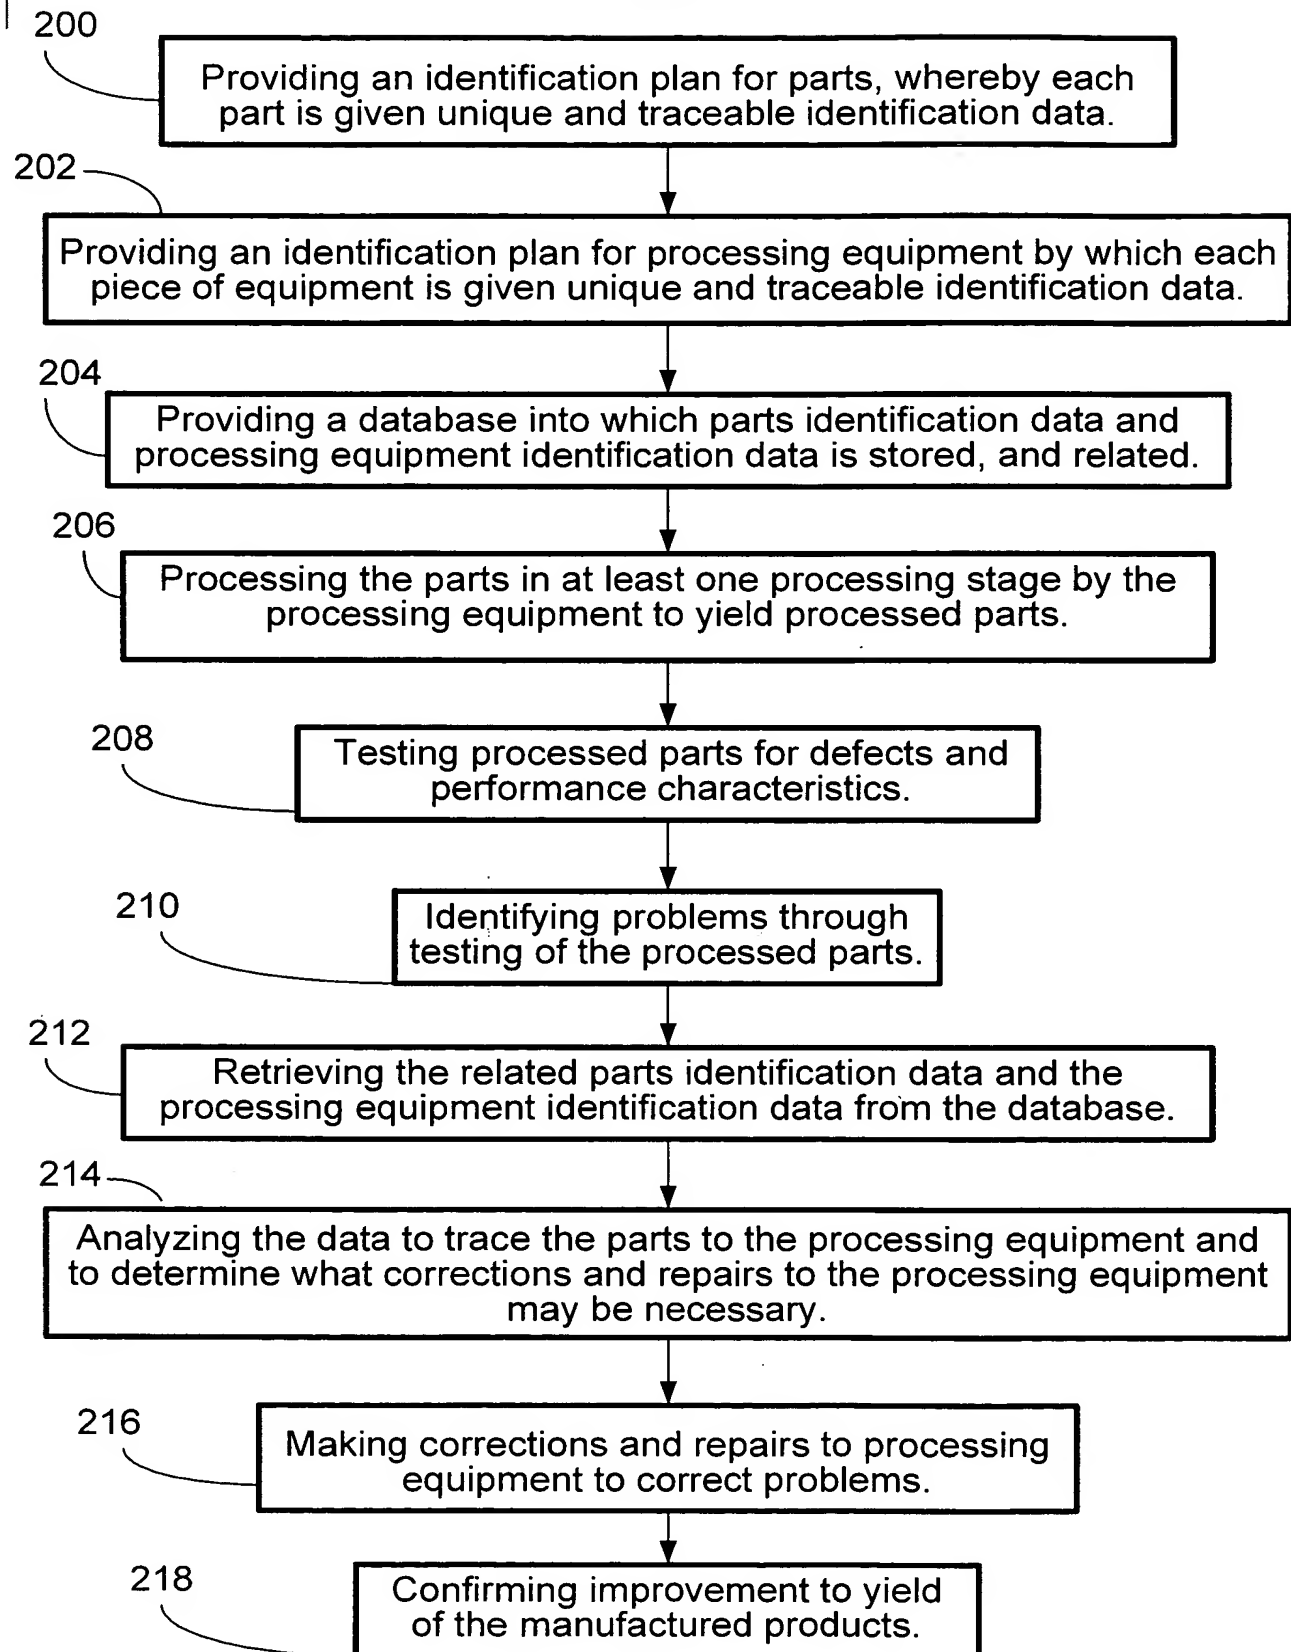 200
Providing an identification plan for parts, whereby each
part is given unique and traceable identification data.
202
Providing an identification plan for processing equipment by which each
piece of equipment is given unique and traceable identification data.
204
Providing a database into which parts identification data and
processing equipment identification data is stored, and related.
206
Processing the parts in at least one processing stage by the
processing equipment to yield processed parts.
208
Testing processed parts for defects and
performance characteristics.
210
Identifying problems through
testing of the processed parts.
212
Retrieving the related parts identification data and the
processing equipment identification data from the database.
214
Analyzing the data to trace the parts to the processing equipment and
to determine what corrections and repairs to the processing equipment
may be necessary.
216
Making corrections and repairs to processing
equipment to correct problems.
218
Confirming improvement to yield
of the manufactured products.